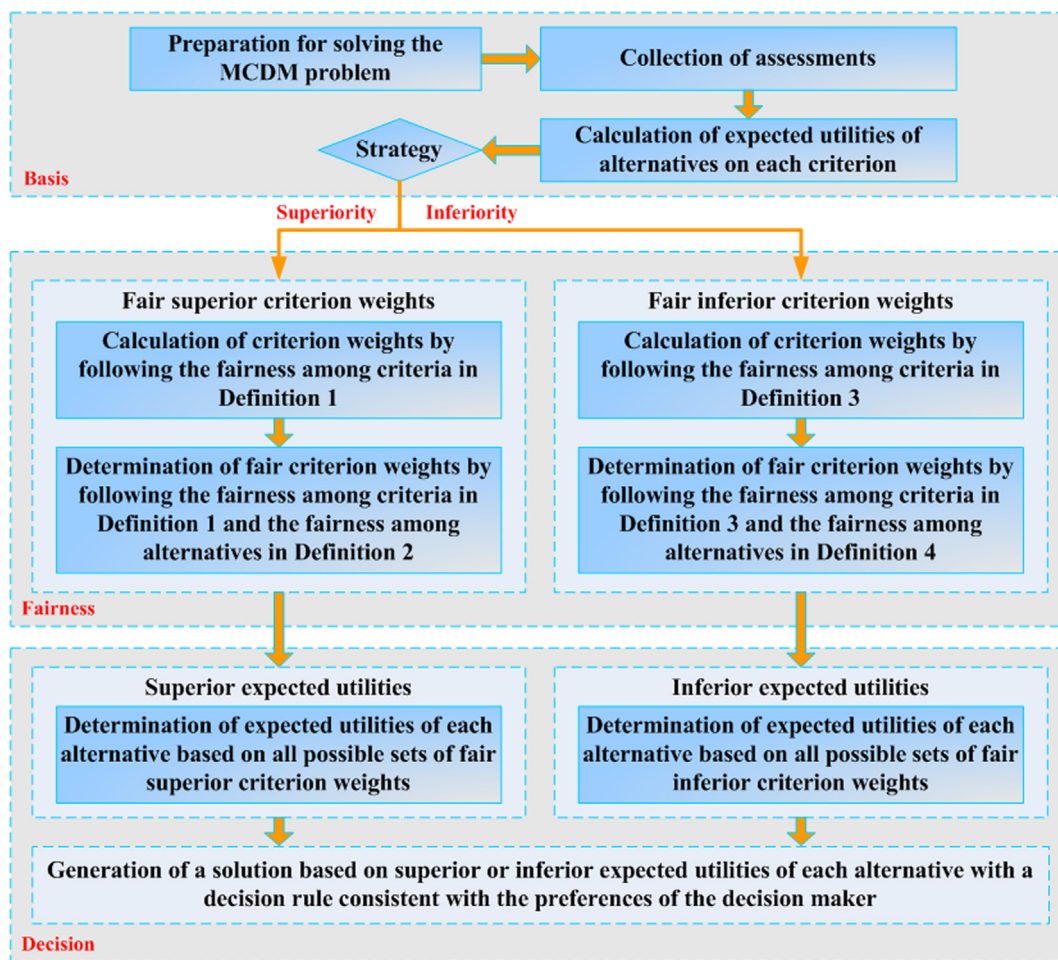 Preparation for solving the
MCDM problem
Collection of assessments
Calculation of expected utilities of
alternatives on each criterion
Strategy
Basis
Superiority
Inferiority
Fair superior criterion weights
Calculation of criterion weights by
following the fairness among criteria in
Definition 1
Determination of fair criterion weights by
following the fairness among criteria in
Definition 1 and the fairness among
alternatives in Definition 2
Fair inferior criterion weights
Calculation of criterion weights by
following the fairness among criteria in
Definition 3
Determination of fair criterion weights by
following the fairness among criteria in
Definition 3 and the fairness among
alternatives in Definition 4
Fairness
Superior expected utilities
Determination of expected utilities of each
alternative based on all possible sets of fair
superior criterion weights
Inferior expected utilities
Determination of expected utilities of each
alternative based on all possible sets of fair
inferior criterion weights
Generation of a solution based on superior or inferior expected utilities of each alternative with a
decision rule consistent with the preferences of the decision maker
Decision